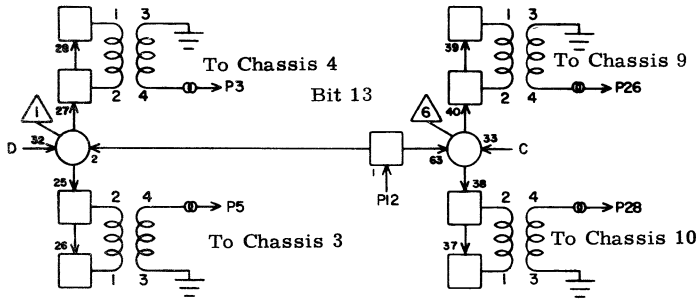 1 3 1 3
28 39
To Chassis 4 To Chassis 9
2 4 P3 2 4 P26
27 Bit 13 40
1 6
D 32 33 C
2 1 63
P12
25 38
2 4 P5 2 4 P28
26 To Chassis 3 37 To Chassis 10
1 3 1 3